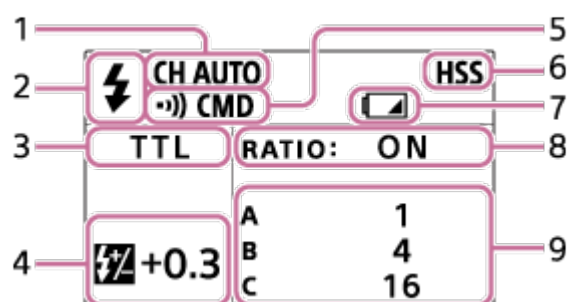 1
5
CH AUTO
HSS
6
2
CMD
7
3
TTL
RATIO: ON
8
A 1
4
+0.3
B 4
9
C 16